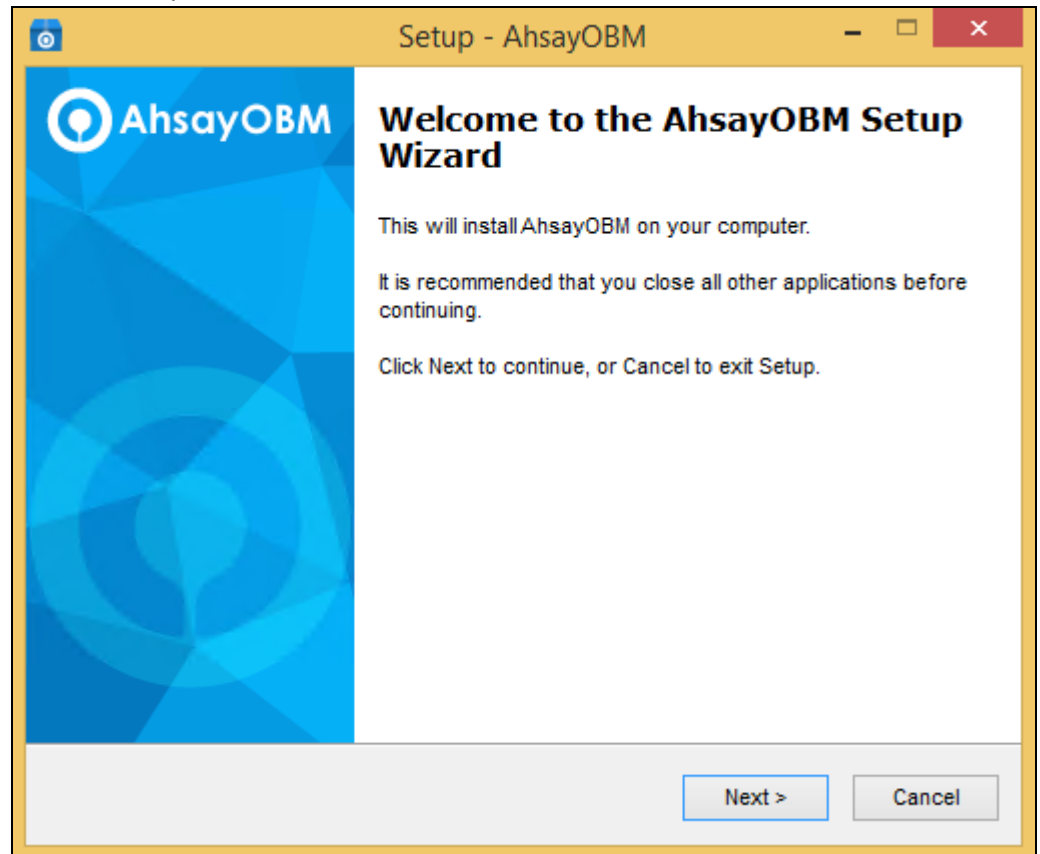 Setup - AhsayOBM
AhsayOBM
Welcome to the AhsayOBM Setup
Wizard
This will install AhsayOBM on your computer.
It is recommended that you close all other applications before
continuing.
Click Next to continue, or Cancel to exit Setup.
Next >
Cancel